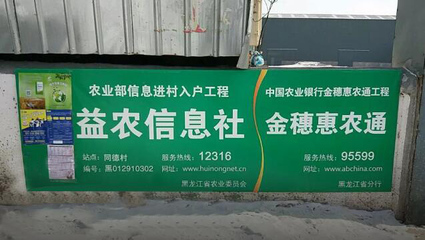 农业部信息进村入户工程
益农信息社
站点：同德村
服务热线：12316
编号：黑012910302
网址：www.huinongnet.cn
黑龙江省农业委员会
中国农业银行金穗惠农通工程
金穗惠农通
服务热线：95599
网址：www.abchina.com
黑龙江省分行